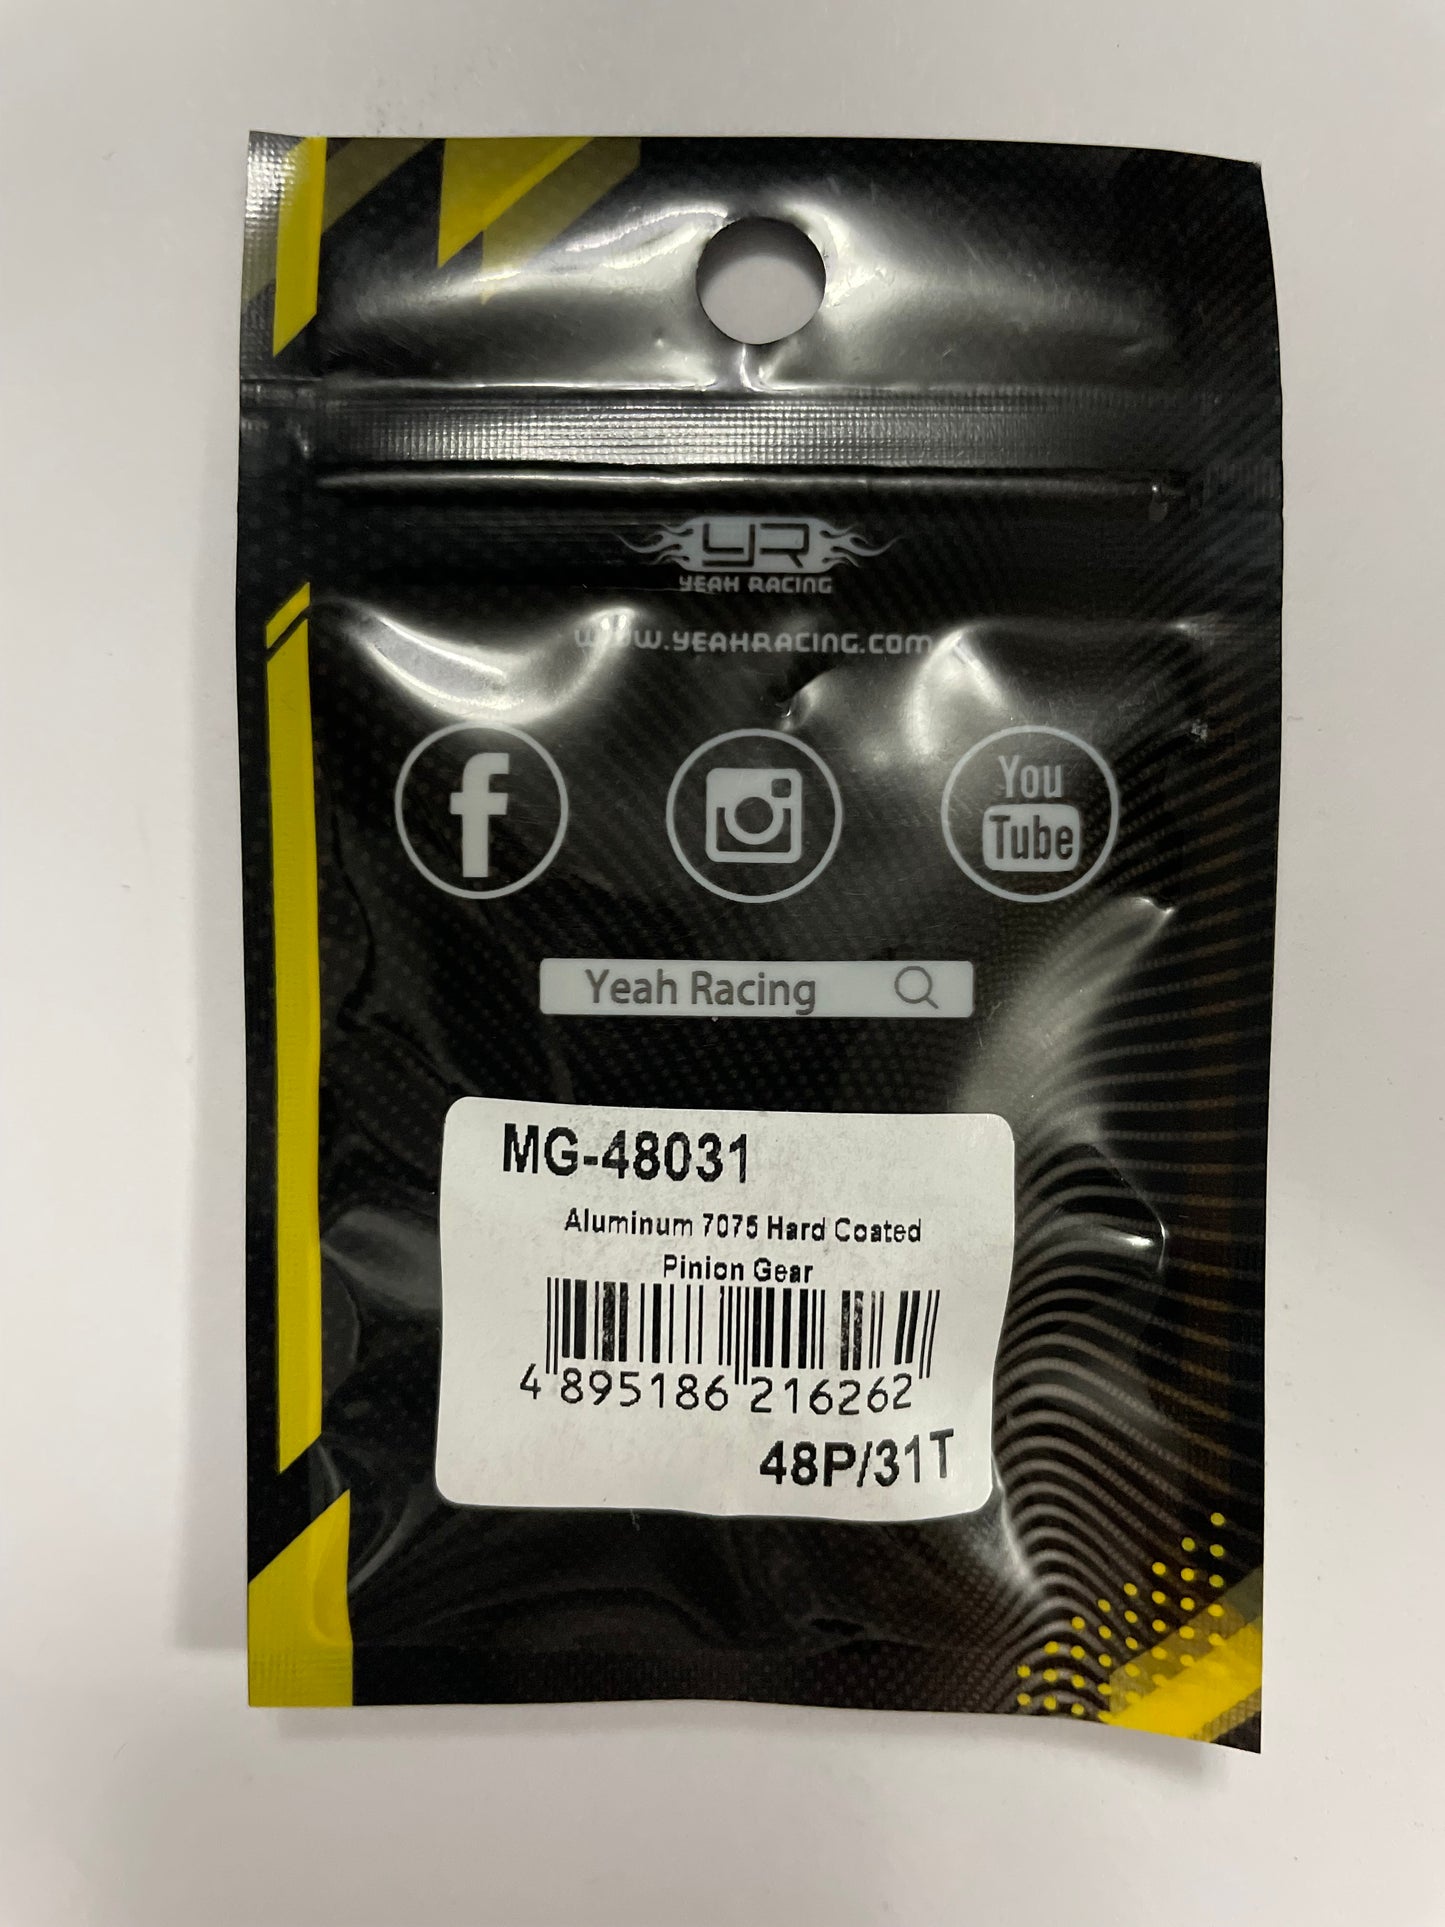 YR
YEAH RACING
WWW.YEAHRACING.COM
f
You
Tube
Yeah Racing
MG-48031
Aluminum 7075 Hard Coated
Pinion Gear
4 895186 216262
48P/31T